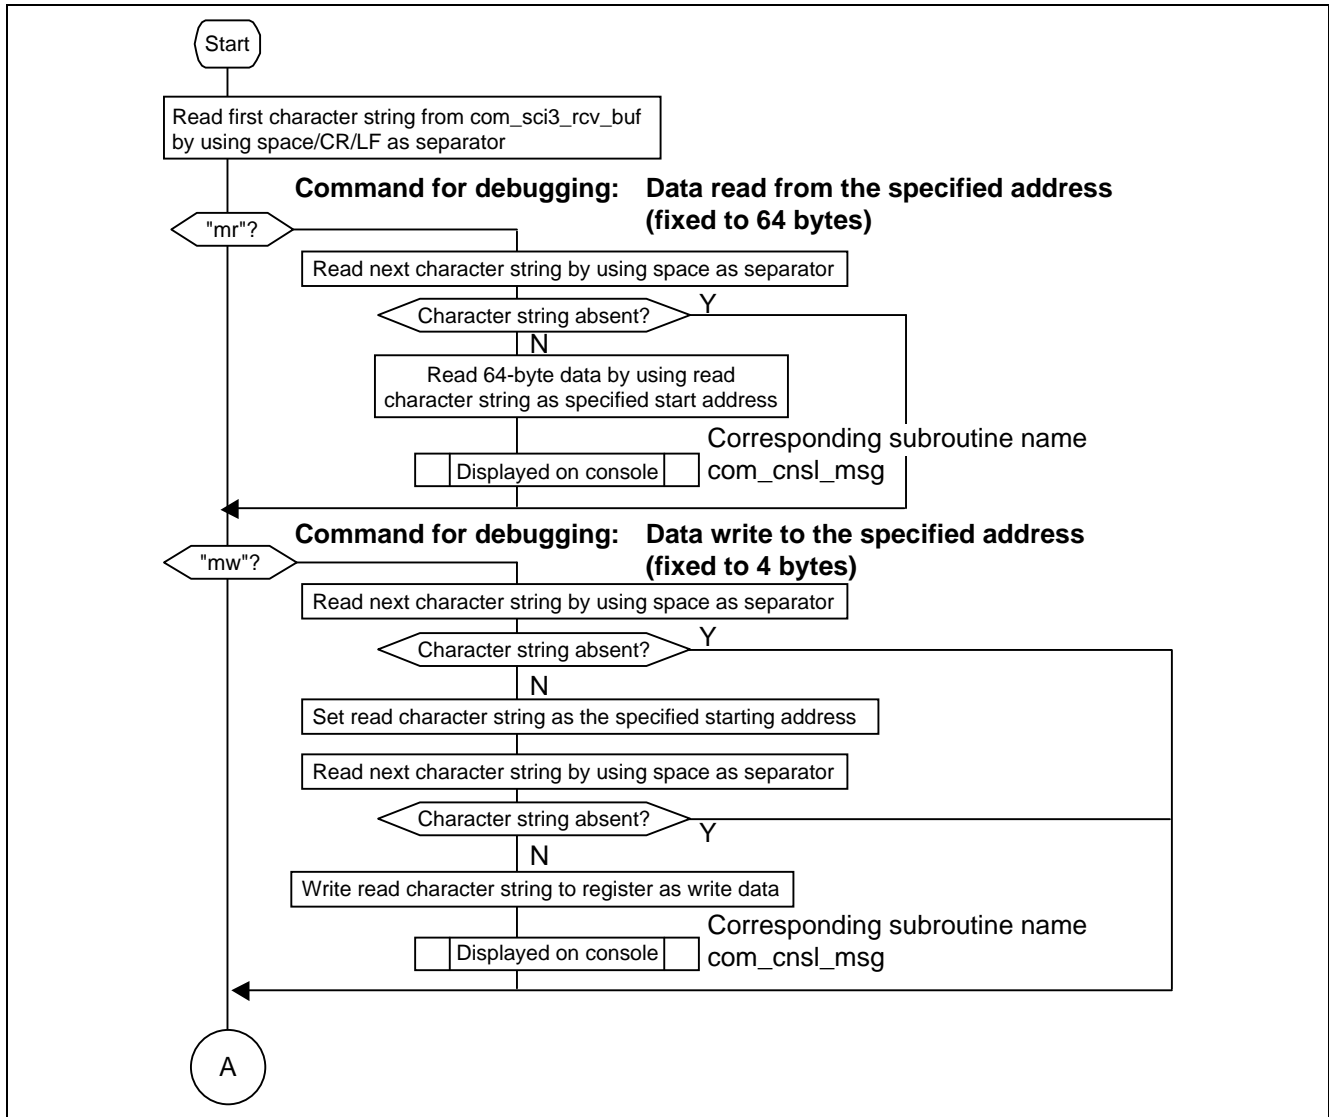 Start
Read first character string from com_sci3_rcv_buf
by using space/CR/LF as separator
Command for debugging: Data read from the specified address
(fixed to 64 bytes)
"mr"?
Read next character string by using space as separator
Character string absent?
Y
N
Read 64-byte data by using read
character string as specified start address
Corresponding subroutine name
Displayed on console
com_cnsl_msg
Command for debugging: Data write to the specified address
(fixed to 4 bytes)
"mw"?
Read next character string by using space as separator
Character string absent?
Y
N
Set read character string as the specified starting address
Read next character string by using space as separator
Character string absent?
Y
N
Write read character string to register as write data
Corresponding subroutine name
Displayed on console
com_cnsl_msg
A